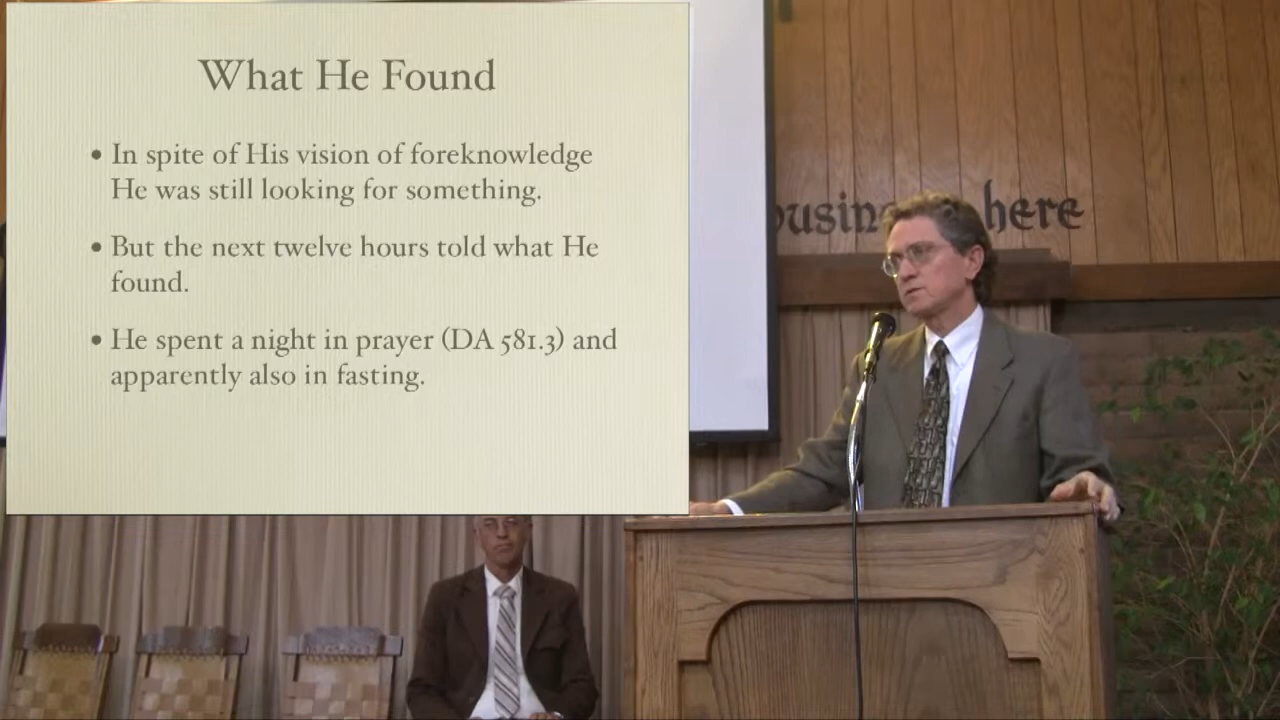 What He Found
• In spite of His vision of foreknowledge
He was still looking for something.
• But the next twelve hours told what He
found.
• He spent a night in prayer (DA 581.3) and
apparently also in fasting.
here